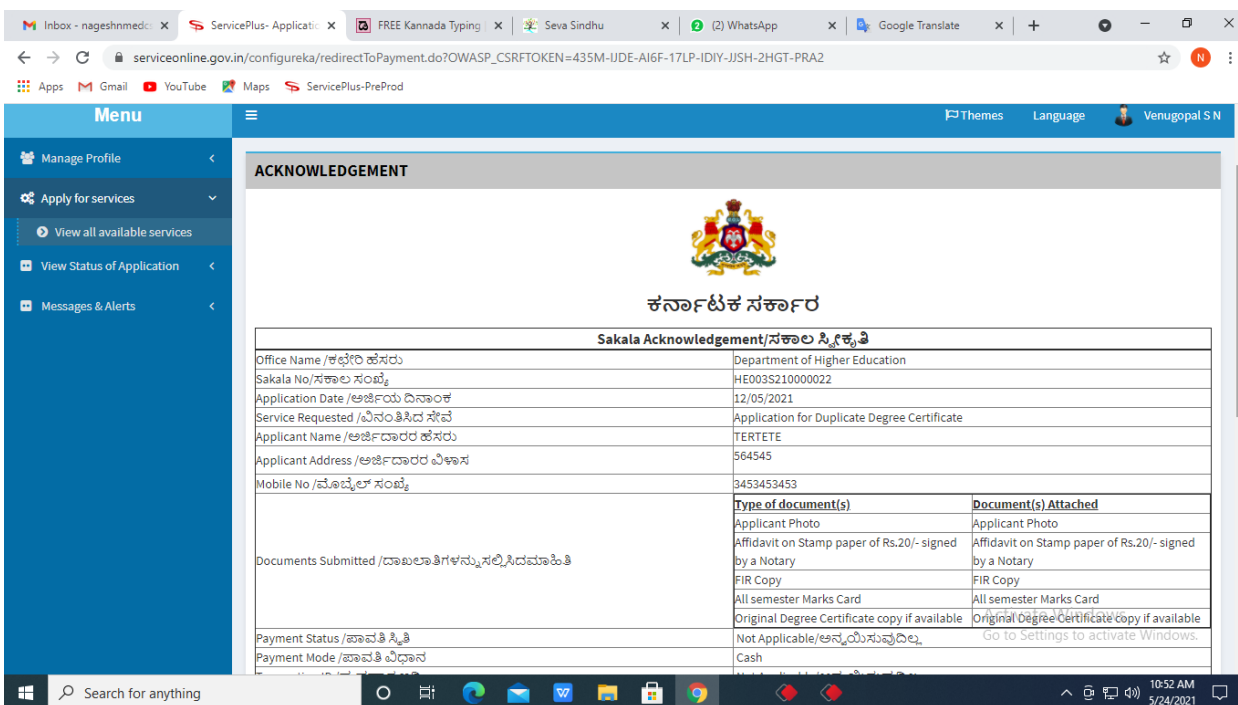 Inbox - nageshnmedcs
ServicePlus- Applicatic
FREE Kannada Typing
Seva Sindhu
(2) WhatsApp
Google Translate
serviceonline.gov.in/configureka/redirectToPayment.do?OWASP_CSRFTOKEN=435M-IJDE-AI6F-17LP-IDIY-JJSH-2HGT-PRA2
N
Apps Gmail YouTube Maps ServicePlus-PreProd
Menu
Themes Language Venugopal S N
Manage Profile
Apply for services
View all available services
View Status of Application
Messages & Alerts
ACKNOWLEDGEMENT
ಕರ್ನಾಟಕ ಸರ್ಕಾರ
Sakala Acknowledgement/ಸಕಾಲ ಸ್ವೀಕೃತಿ
Office Name /ಕಛೇರಿ ಹೆಸರು Department of Higher Education
Sakala No/ಸಕಾಲ ಸಂಖ್ಯೆ HE003S210000022
Application Date /ಅರ್ಜಿಯ ದಿನಾಂಕ 12/05/2021
Service Requested /ವಿನಂತಿಸಿದ ಸೇವೆ Application for Duplicate Degree Certificate
Applicant Name /ಅರ್ಜಿದಾರರ ಹೆಸರು TERTETE
Applicant Address /ಅರ್ಜಿದಾರರ ವಿಳಾಸ 564545
Mobile No /ಮೊಬೈಲ್ ಸಂಖ್ಯೆ 3453453453
Documents Submitted /ದಾಖಲಾತಿಗಳನ್ನು ಸಲ್ಲಿಸಿದಮಾಹಿತಿ
Type of document(s) Document(s) Attached
Applicant Photo Applicant Photo
Affidavit on Stamp paper of Rs.20/- signed Affidavit on Stamp paper of Rs.20/- signed
by a Notary by a Notary
FIR Copy FIR Copy
All semester Marks Card All semester Marks Card
Original Degree Certificate copy if available Original Degree Certificate copy if available
Payment Status /ಪಾವತಿ ಸ್ಥಿತಿ Not Applicable/ಅನ್ವಯಿಸುವುದಿಲ್ಲ
Payment Mode /ಪಾವತಿ ವಿಧಾನ Cash
Activate Windows
Go to Settings to activate Windows.
Search for anything
10:52 AM
5/24/2021